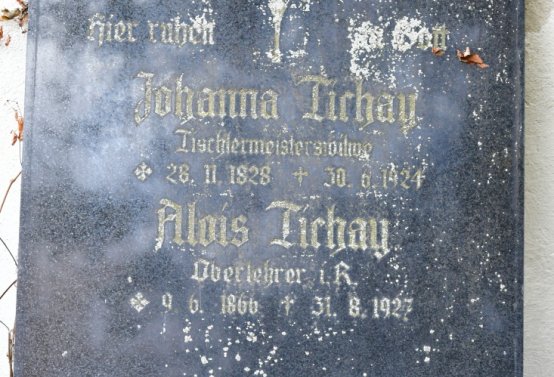 Hier ruhen in Gott
Johanna Tichay
Tischlermeisterswitwe
28. 11. 1828 † 30. 6. 1924
Alois Tichay
Oberlehrer i. R.
9. 6. 1866 † 31. 8. 1927